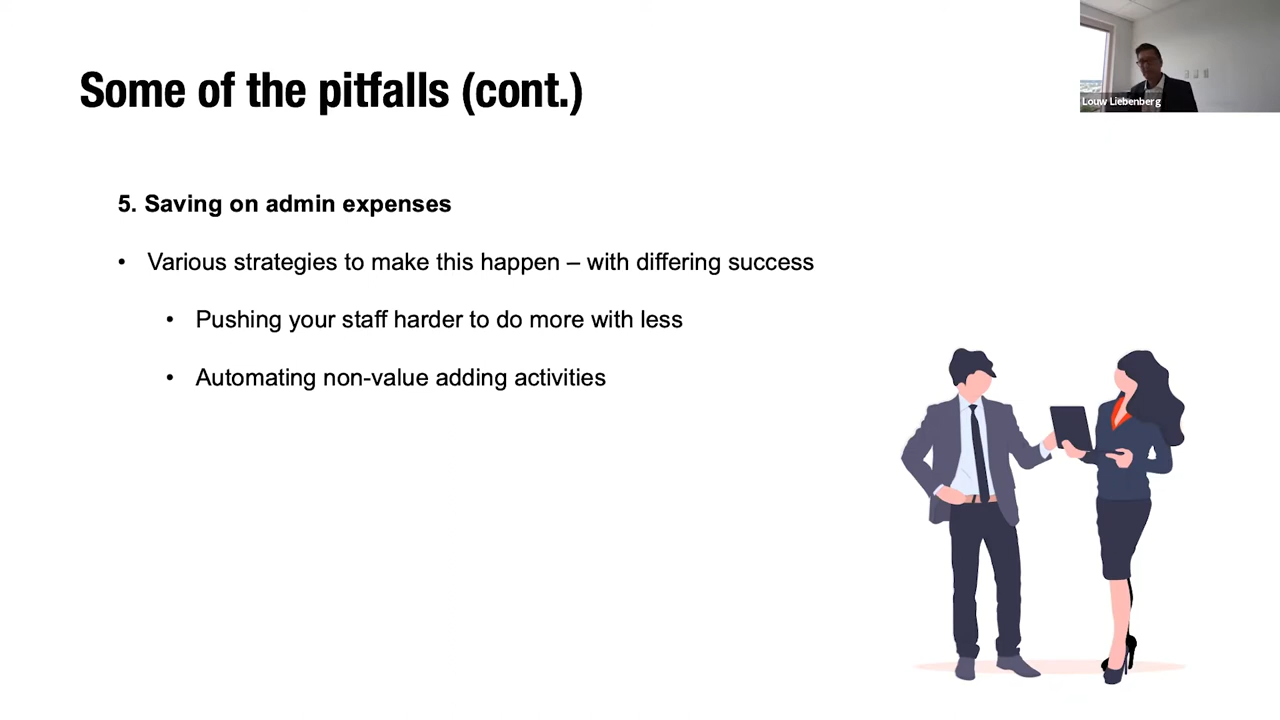 Some of the pitfalls (cont.)
Louw Liebenberg
5. Saving on admin expenses
• Various strategies to make this happen – with differing success
• Pushing your staff harder to do more with less
• Automating non-value adding activities